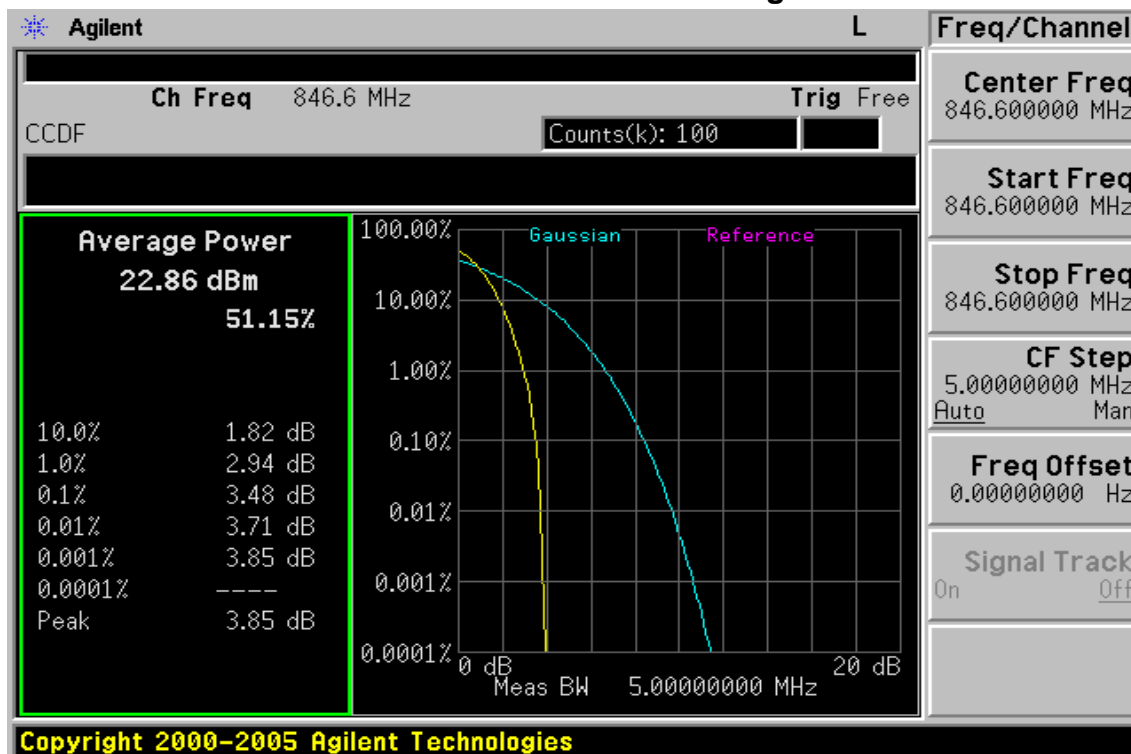 Agilent L Freq/Channel
Ch Freq 846.6 MHz Trig Free
CCDF Counts(k): 100
Average Power
22.86 dBm
51.15%
10.0% 1.82 dB
1.0% 2.94 dB
0.1% 3.48 dB
0.01% 3.71 dB
0.001% 3.85 dB
0.0001% ----
Peak 3.85 dB
Gaussian Reference
100.00%
10.00%
1.00%
0.10%
0.01%
0.001%
0.0001%
0 dB 20 dB
Meas BW 5.00000000 MHz
Center Freq
846.600000 MHz
Start Freq
846.600000 MHz
Stop Freq
846.600000 MHz
CF Step
5.00000000 MHz
Auto Man
Freq Offset
0.00000000 Hz
Signal Track
On Off
Copyright 2000-2005 Agilent Technologies